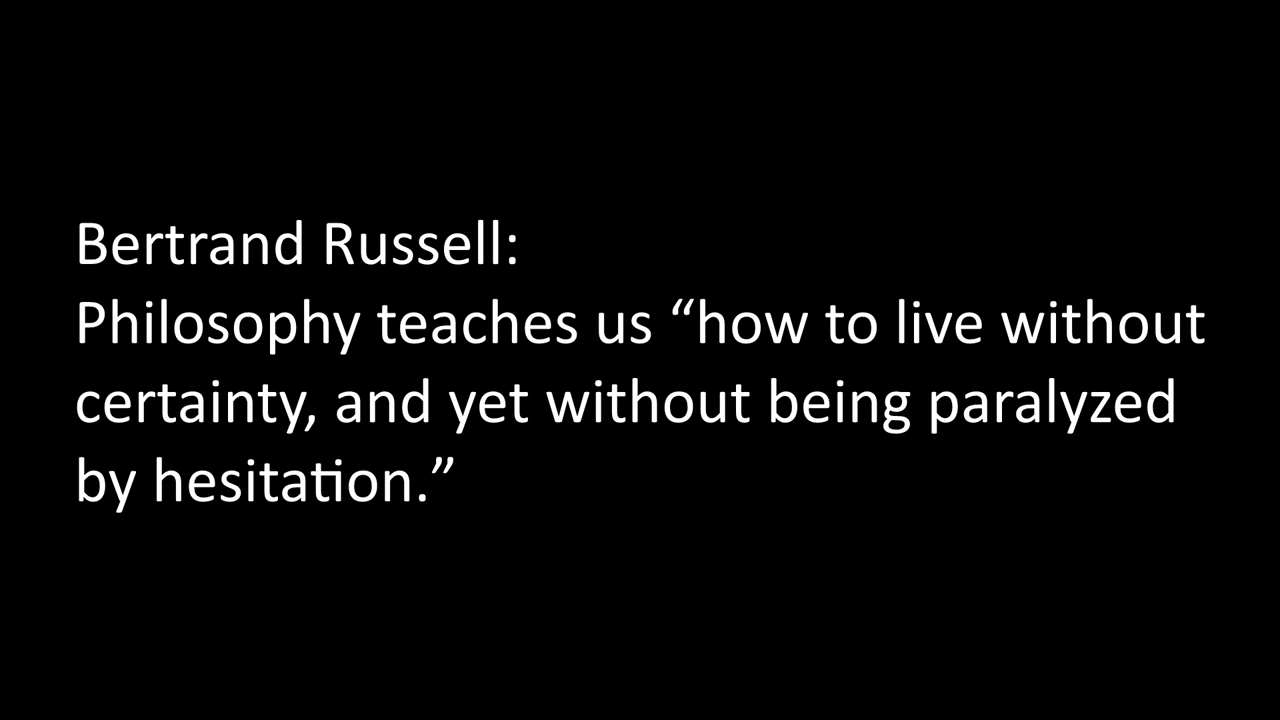 Bertrand Russell:
Philosophy teaches us “how to live without
certainty, and yet without being paralyzed
by hesitation.”